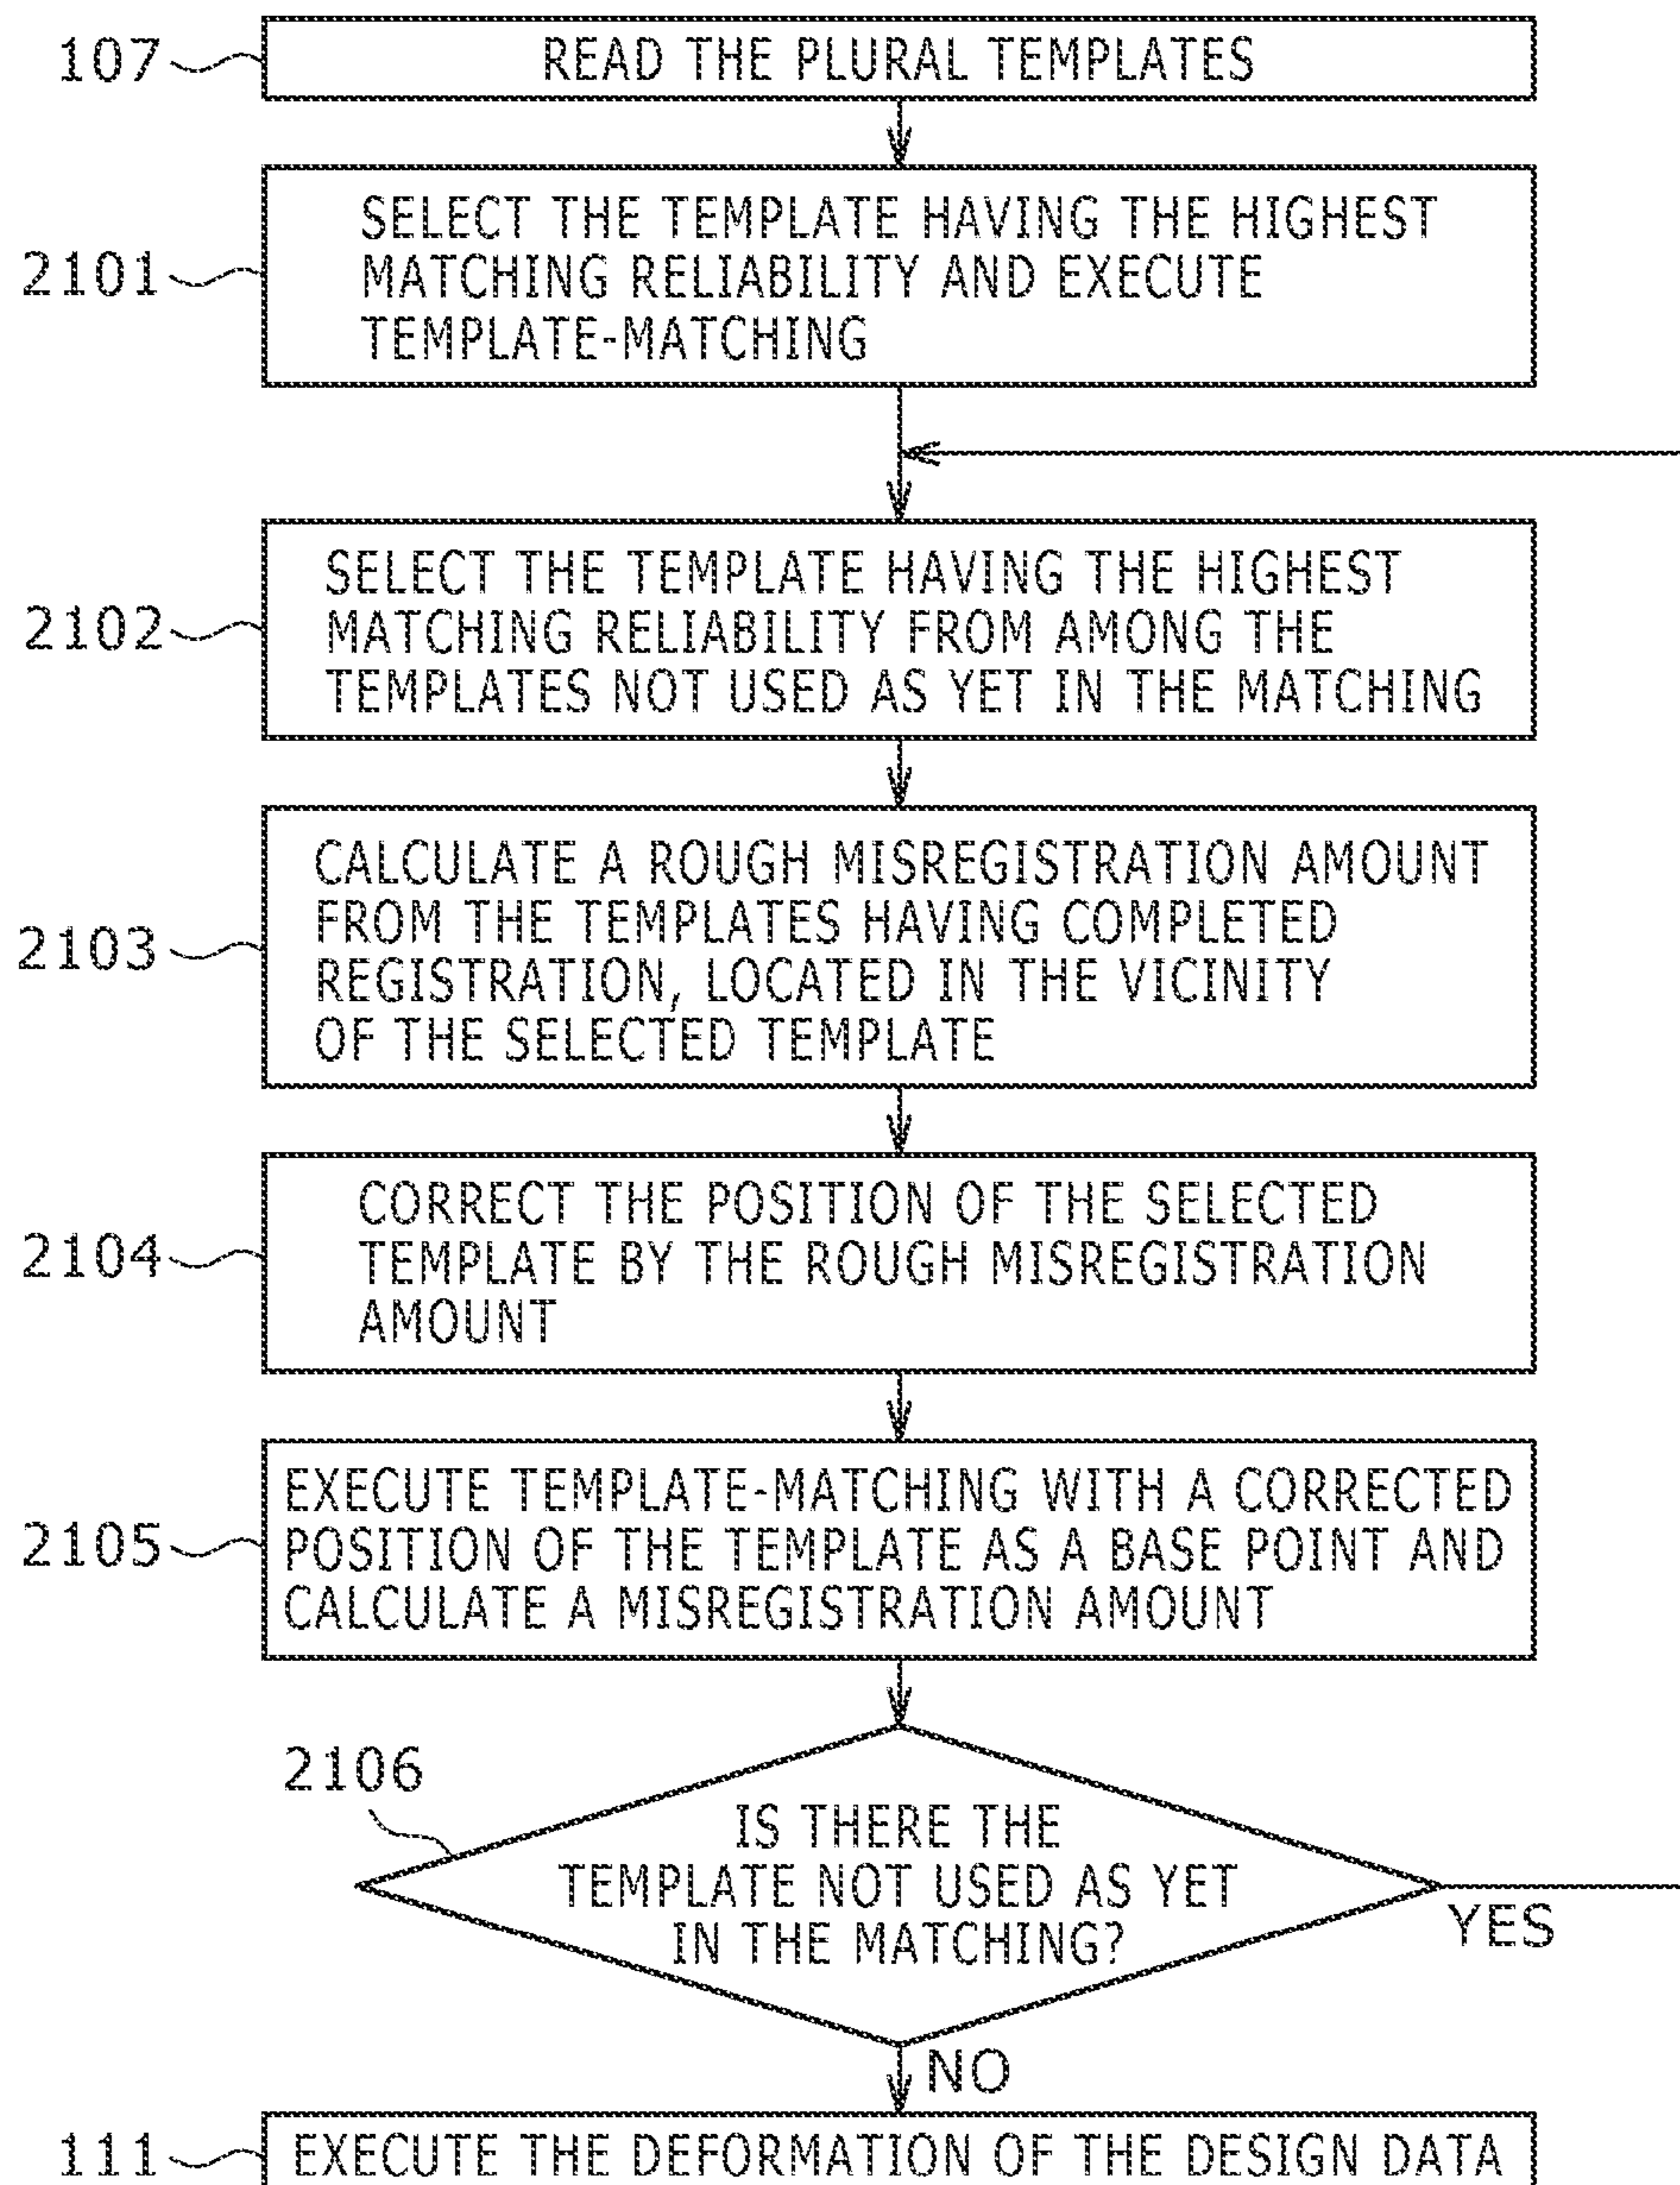 107
READ THE PLURAL TEMPLATES
2101
SELECT THE TEMPLATE HAVING THE HIGHEST
MATCHING RELIABILITY AND EXECUTE
TEMPLATE-MATCHING
2102
SELECT THE TEMPLATE HAVING THE HIGHEST
MATCHING RELIABILITY FROM AMONG THE
TEMPLATES NOT USED AS YET IN THE MATCHING
2103
CALCULATE A ROUGH MISREGISTRATION AMOUNT
FROM THE TEMPLATES HAVING COMPLETED
REGISTRATION, LOCATED IN THE VICINITY
OF THE SELECTED TEMPLATE
2104
CORRECT THE POSITION OF THE SELECTED
TEMPLATE BY THE ROUGH MISREGISTRATION
AMOUNT
2105
EXECUTE TEMPLATE-MATCHING WITH A CORRECTED
POSITION OF THE TEMPLATE AS A BASE POINT AND
CALCULATE A MISREGISTRATION AMOUNT
2106
IS THERE THE
TEMPLATE NOT USED AS YET
IN THE MATCHING?
YES
NO
111
EXECUTE THE DEFORMATION OF THE DESIGN DATA